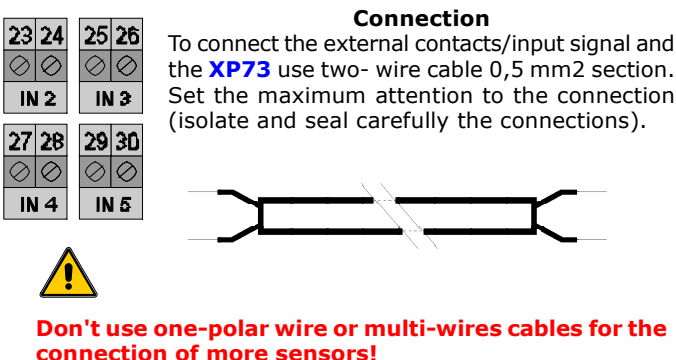 Connection
23 24 25 26
IN 2 IN 3
27 28 29 30
IN 4 IN 5
To connect the external contacts/input signal and
the XP73 use two- wire cable 0,5 mm2 section.
Set the maximum attention to the connection
(isolate and seal carefully the connections).
!
Don't use one-polar wire or multi-wires cables for the
connection of more sensors!